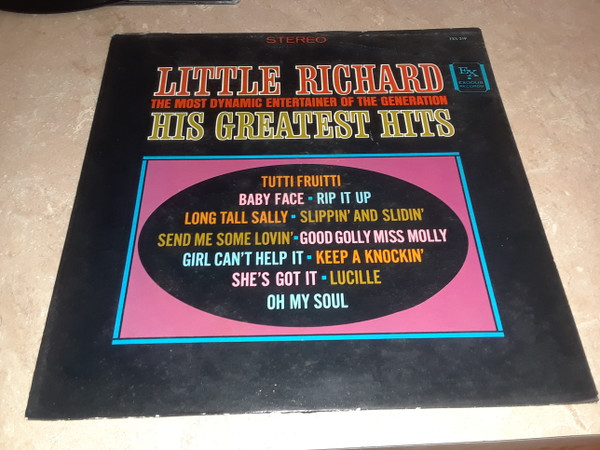 STEREO
LITTLE RICHARD
THE MOST DYNAMIC ENTERTAINER OF THE GENERATION
HIS GREATEST HITS
EX
TUTTI FRUITTI
BABY FACE • RIP IT UP
LONG TALL SALLY • SLIPPIN' AND SLIDIN'
SEND ME SOME LOVIN' • GOOD GOLLY MISS MOLLY
GIRL CAN'T HELP IT • KEEP A KNOCKIN'
SHE'S GOT IT • LUCILLE
OH MY SOUL